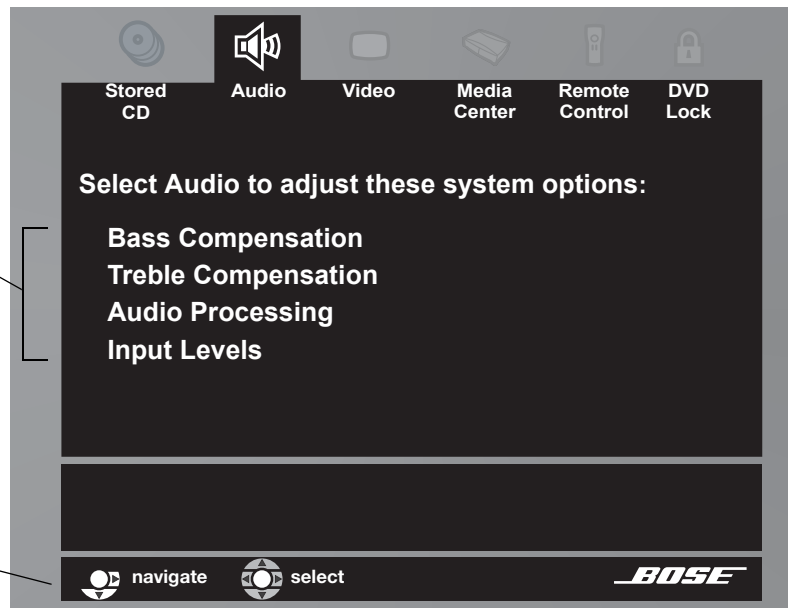 Stored CD
Audio
Video
Media Center
Remote Control
DVD Lock
Select Audio to adjust these system options:
Bass Compensation
Treble Compensation
Audio Processing
Input Levels
navigate select BOSE